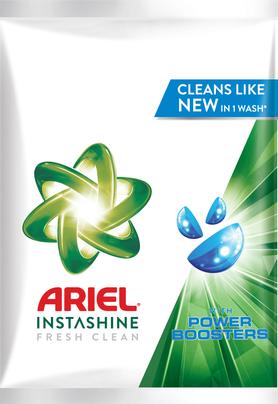 CLEANS LIKE
NEW IN 1 WASH*
ARIEL®
INSTASHINE
FRESH CLEAN
WITH
POWER
BOOSTERS